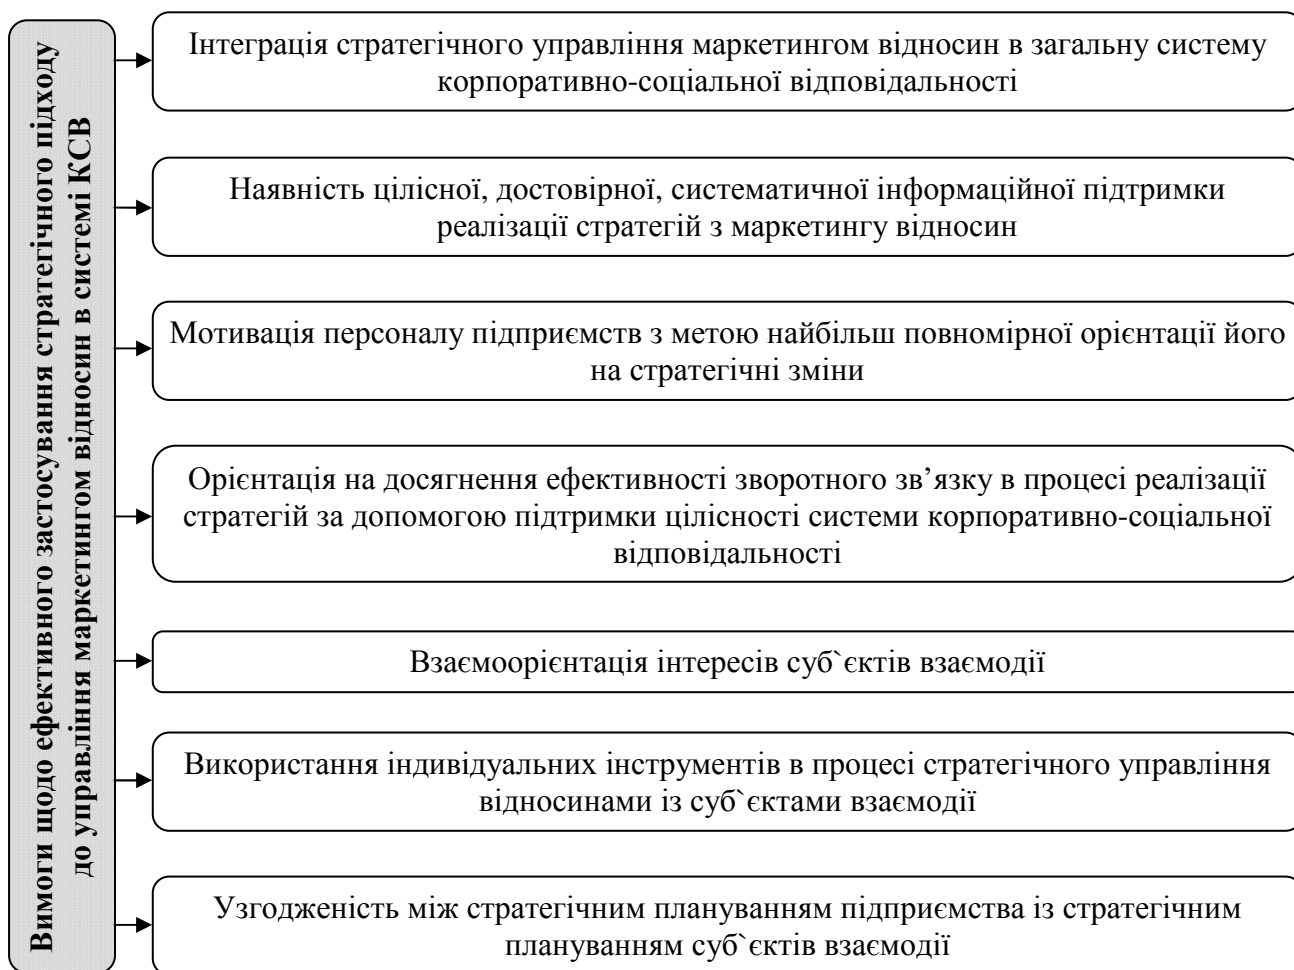 Вимоги щодо ефективного застосування стратегічного підходу
до управління маркетингом відносин в системі КСВ
Інтеграція стратегічного управління маркетингом відносин в загальну систему
корпоративно-соціальної відповідальності
Наявність цілісної, достовірної, систематичної інформаційної підтримки
реалізації стратегій з маркетингу відносин
Мотивація персоналу підприємств з метою найбільш повномірної орієнтації його
на стратегічні зміни
Орієнтація на досягнення ефективності зворотного зв’язку в процесі реалізації
стратегій за допомогою підтримки цілісності системи корпоративно-соціальної
відповідальності
Взаємоорієнтація інтересів суб`єктів взаємодії
Використання індивідуальних інструментів в процесі стратегічного управління
відносинами із суб`єктами взаємодії
Узгодженість між стратегічним плануванням підприємства із стратегічним
плануванням суб`єктів взаємодії